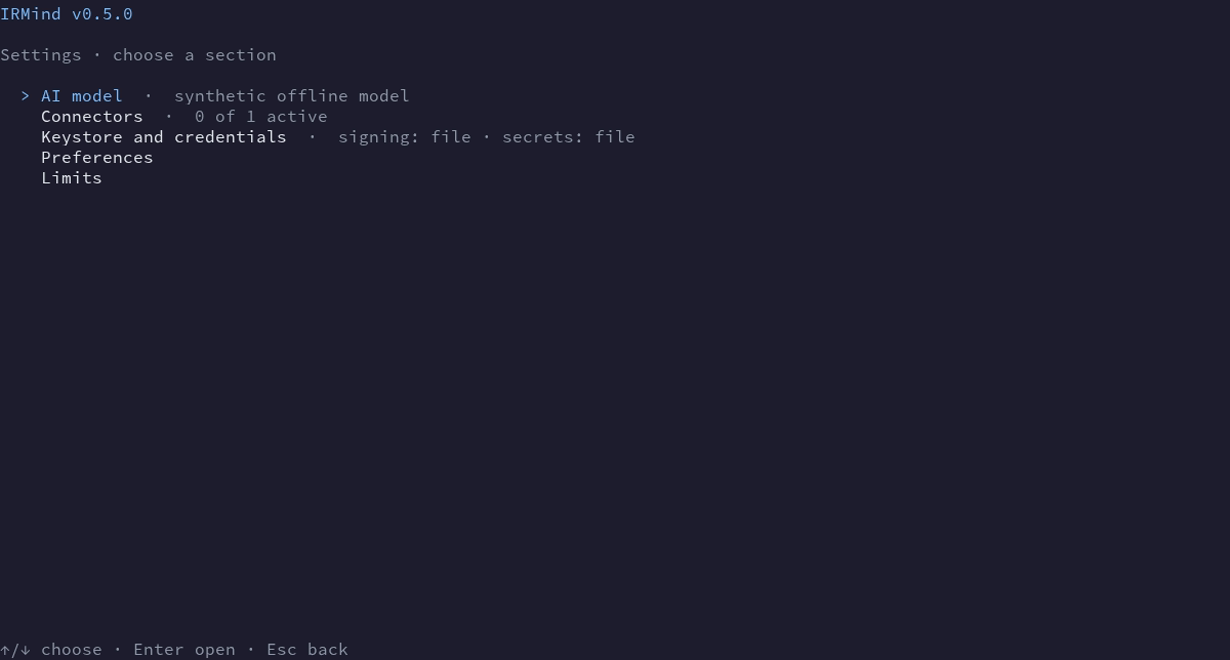 IRMind v0.5.0
Settings · choose a section
> AI model · synthetic offline model
Connectors · 0 of 1 active
Keystore and credentials · signing: file · secrets: file
Preferences
Limits
↑/↓ choose · Enter open · Esc back